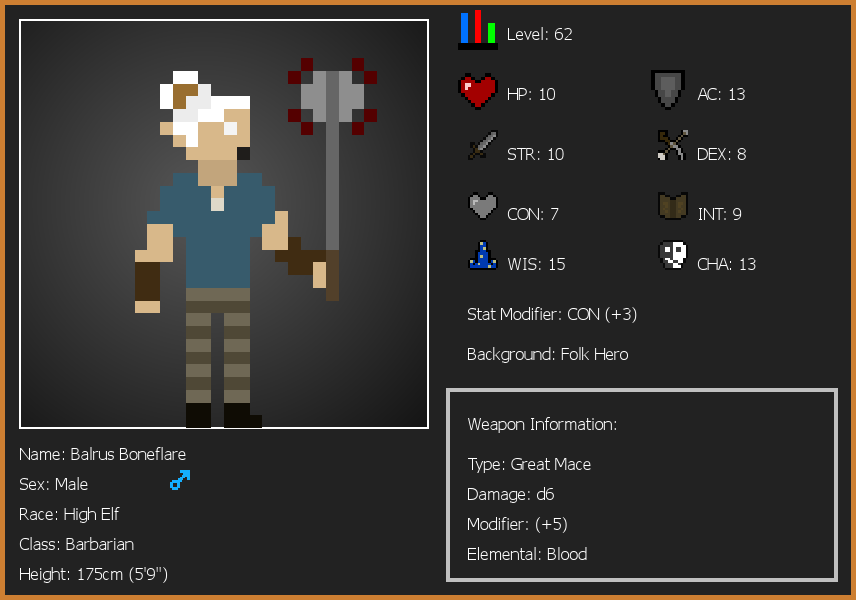 Level: 62
HP: 10
AC: 13
STR: 10
DEX: 8
CON: 7
INT: 9
WIS: 15
CHA: 13
Stat Modifier: CON (+3)
Background: Folk Hero
Weapon Information:
Type: Great Mace
Damage: d6
Modifier: (+5)
Elemental: Blood
Name: Balrus Boneflare
Sex: Male
Race: High Elf
Class: Barbarian
Height: 175cm (5'9")